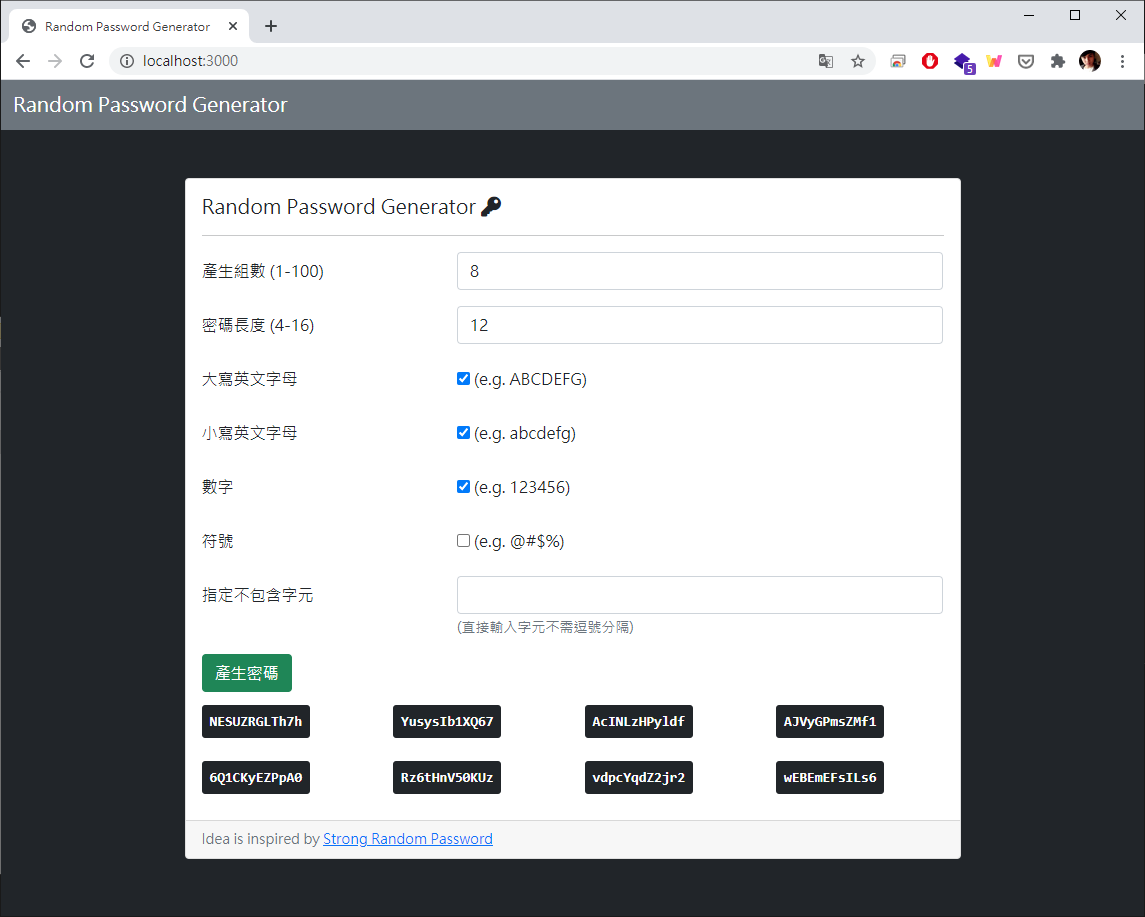 Random Password Generator
localhost:3000
5
Random Password Generator
Random Password Generator
產生組數 (1-100)
8
密碼長度 (4-16)
12
大寫英文字母
(e.g. ABCDEFG)
小寫英文字母
(e.g. abcdefg)
數字
(e.g. 123456)
符號
(e.g. @#$%)
指定不包含字元
(直接輸入字元不需逗號分隔)
產生密碼
NESUZRGLTh7h YusysIb1XQ67 AcINLzHPyldf AJVyGPmsZMf1
6Q1CKyEZPpA0 Rz6tHnV50KUz vdpcYqdZ2jr2 wEBEmEFsILs6
Idea is inspired by Strong Random Password